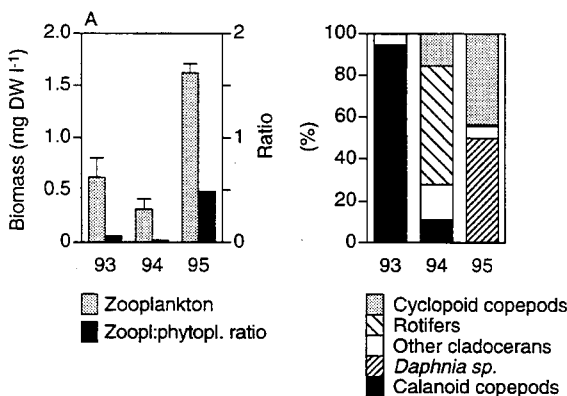 A
2.0
1.5
1.0
0.5
0
Biomass (mg DW l-1)
2
1
0
Ratio
93 94 95
Zooplankton
Zoopl:phytopl. ratio
100
80
60
40
20
0
(%)
93 94 95
Cyclopoid copepods
Rotifers
Other cladocerans
Daphnia sp.
Calanoid copepods